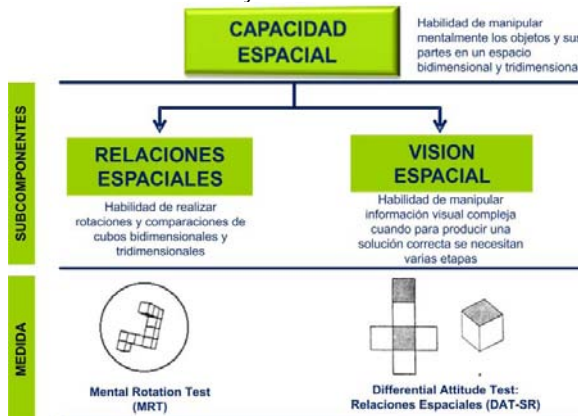 CAPACIDAD
ESPACIAL
Habilidad de manipular
mentalmente los objetos y sus
partes en un espacio
bidimensional y tridimensional
SUBCOMPONENTES
RELACIONES
ESPACIALES
Habilidad de realizar
rotaciones y comparaciones de
cubos bidimensionales y
tridimensionales
VISION
ESPACIAL
Habilidad de manipular
información visual compleja
cuando para producir una
solución correcta se necesitan
varias etapas
MEDIDA
Mental Rotation Test
(MRT)
Differential Attitude Test:
Relaciones Espaciales (DAT-SR)